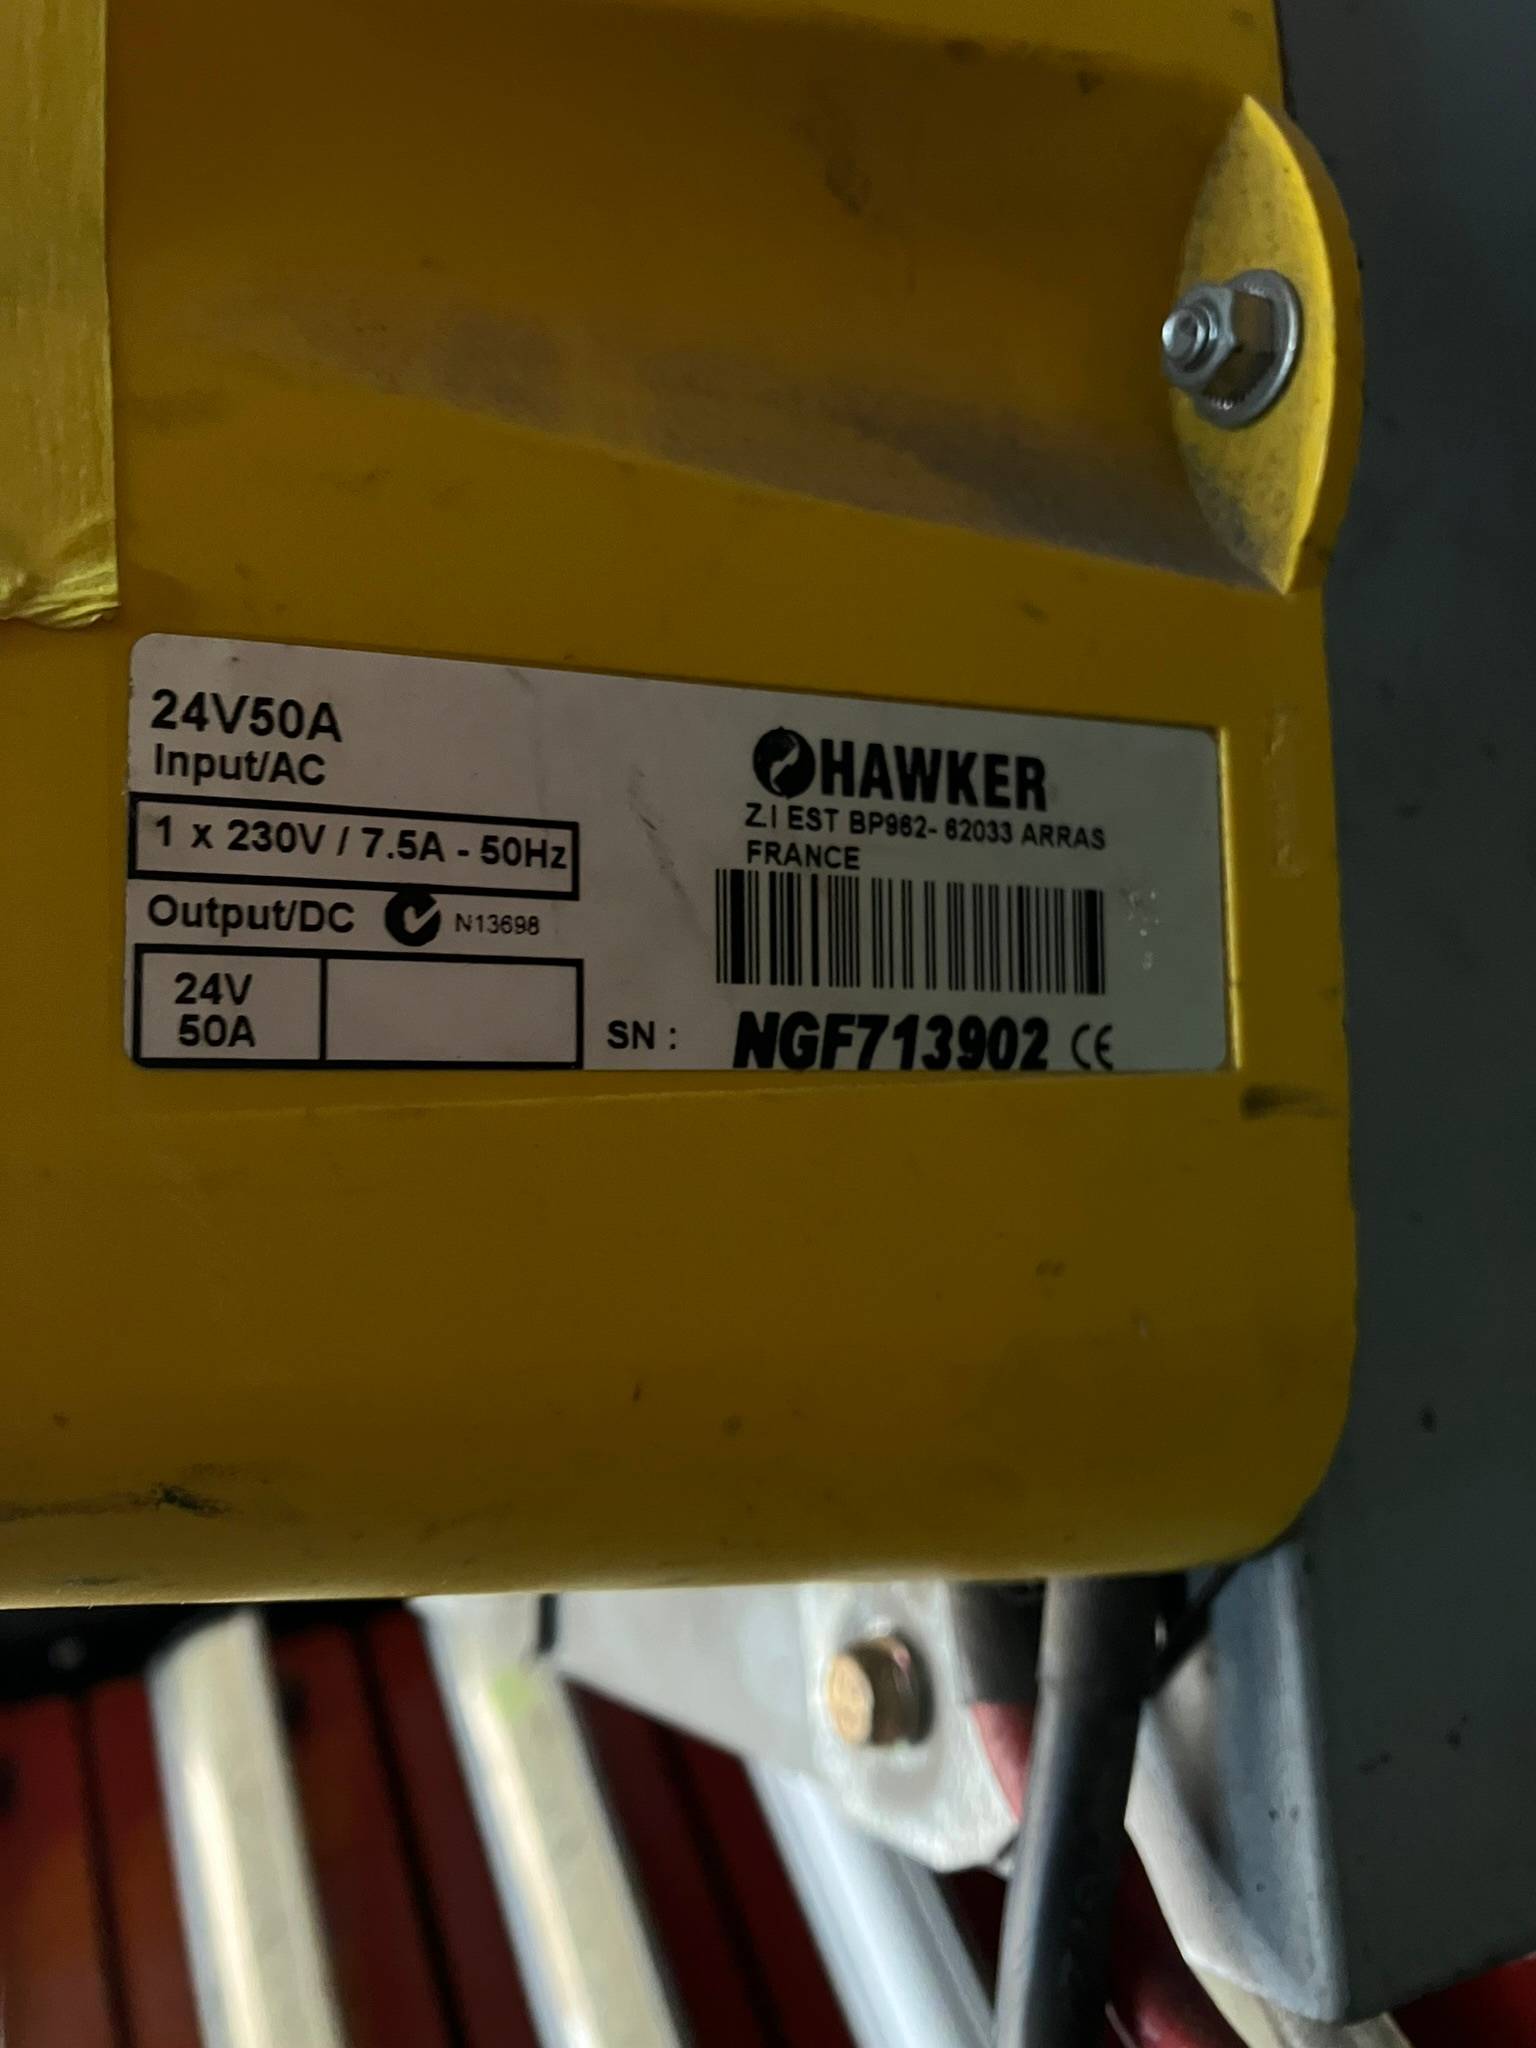 24V50A
Input/AC
1 x 230V / 7.5A - 50Hz
Output/DC N13698
24V
50A
HAWKER
Z.I EST BP962- 62033 ARRAS
FRANCE
SN : NGF713902 CE